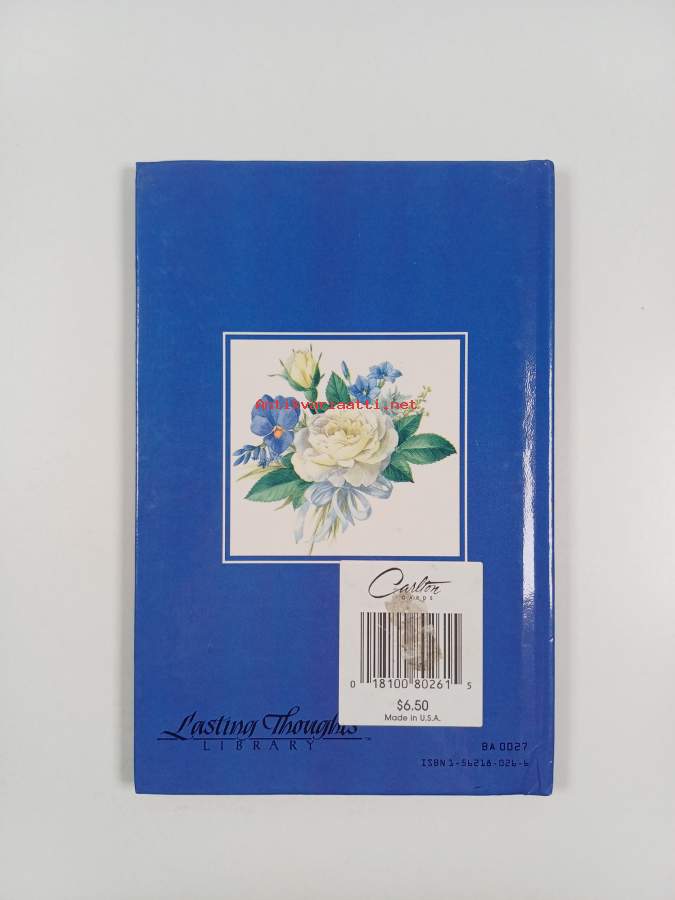 Antikvariaatti.net
Carlton
CARDS
0 18100 80261 5
$6.50
Made in U.S.A.
Lasting Thoughts™
LIBRARY
BA 0027
ISBN 1-56218-026-6